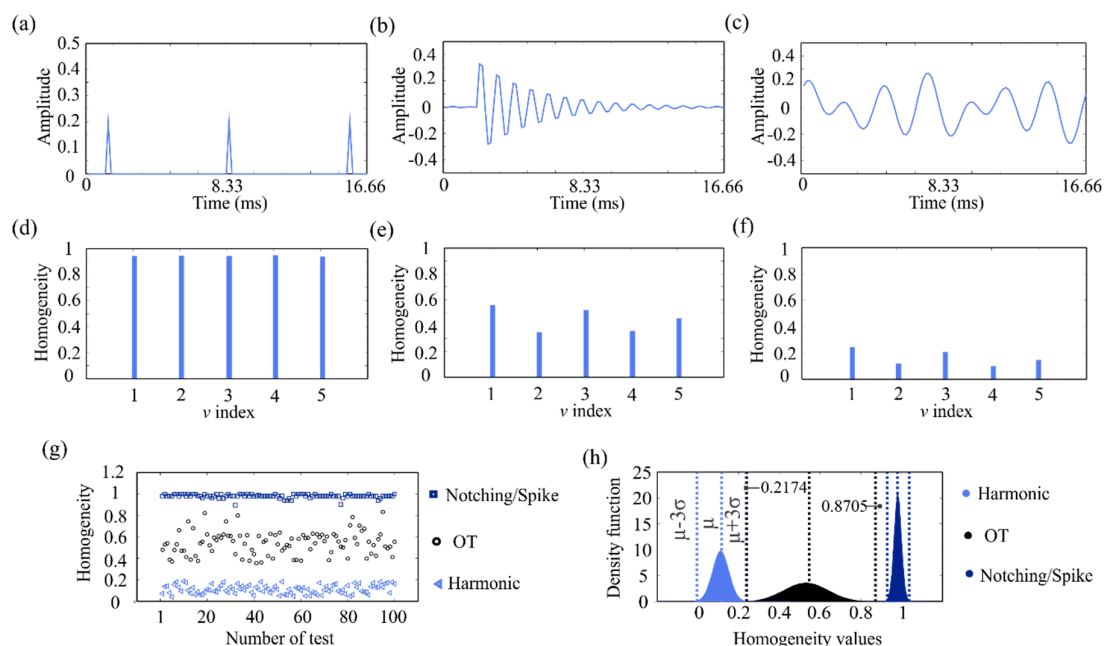 (a)
0.5
0.4
0.3
0.2
0.1
0
Amplitude
0 8.33 16.66
Time (ms)
(b)
0.4
0.2
0
-0.2
-0.4
Amplitude
0 8.33 16.66
Time (ms)
(c)
0.4
0.2
0
-0.2
-0.4
Amplitude
0 8.33 16.66
Time (ms)
(d)
1
0.8
0.6
0.4
0.2
0
Homogeneity
1 2 3 4 5
v index
(e)
1
0.8
0.6
0.4
0.2
0
Homogeneity
1 2 3 4 5
v index
(f)
1
0.8
0.6
0.4
0.2
0
Homogeneity
1 2 3 4 5
v index
(g)
1.2
1
0.8
0.6
0.4
0.2
0
Homogeneity
1 20 40 60 80 100
Number of test
Notching/Spike
OT
Harmonic
(h)
25
20
15
10
5
0
Density function
μ-3σ
μ
μ+3σ
0.2174
0.8705
0 0.2 0.4 0.6 0.8 1
Homogeneity values
Harmonic
OT
Notching/Spike